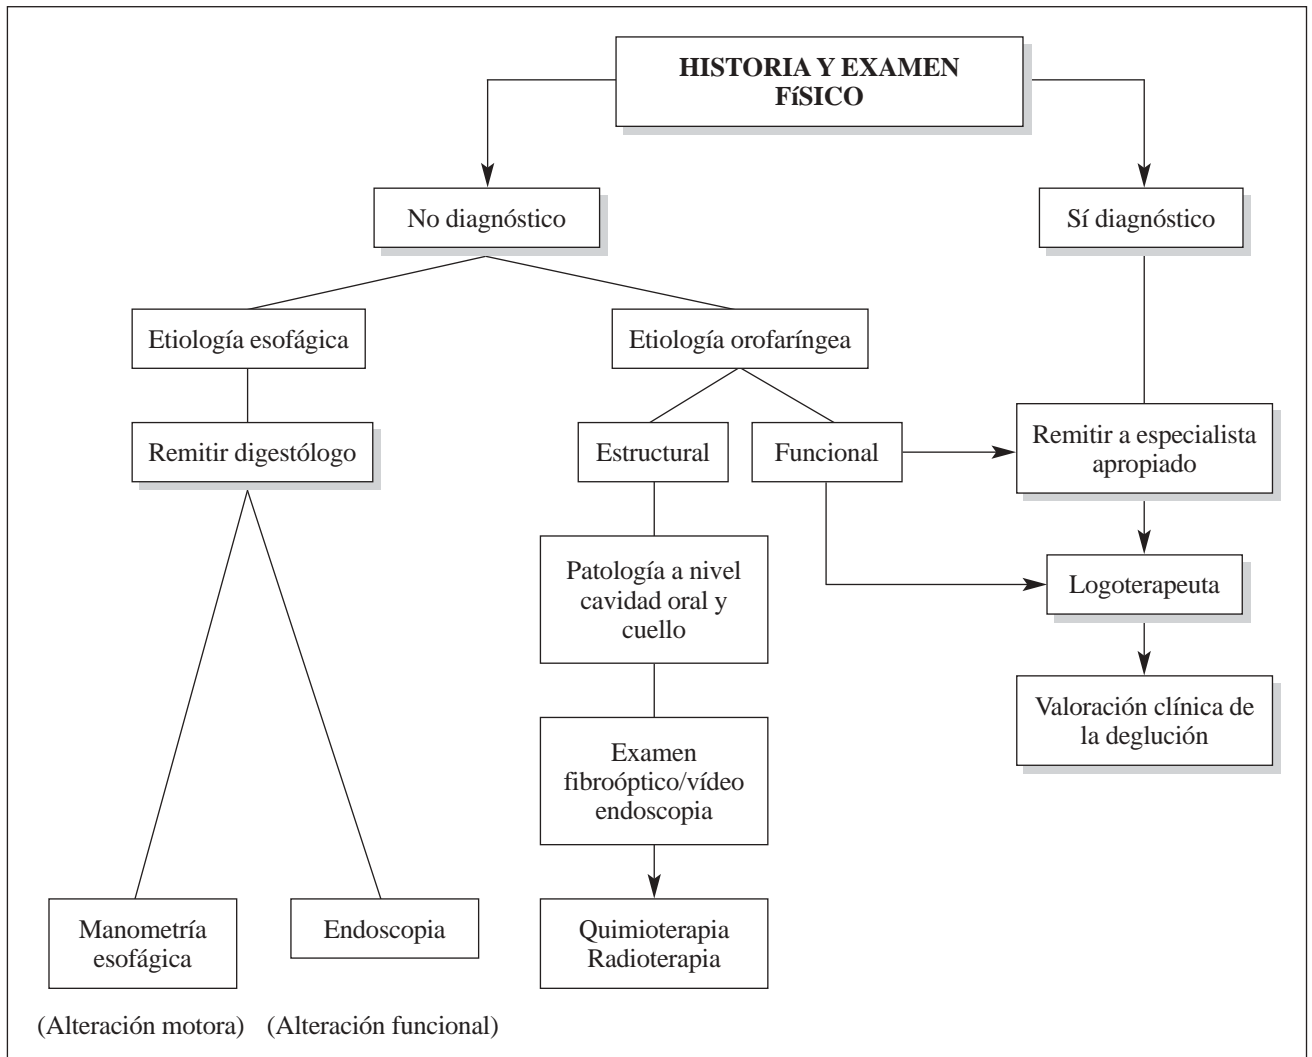 HISTORIA Y EXAMEN
FíSICO
No diagnóstico
Sí diagnóstico
Etiología esofágica
Etiología orofaríngea
Remitir digestólogo
Estructural
Funcional
Remitir a especialista
apropiado
Patología a nivel
cavidad oral y
cuello
Logoterapeuta
Examen
fibroóptico/vídeo
endoscopia
Valoración clínica de
la deglución
Manometría
esofágica
Endoscopia
Quimioterapia
Radioterapia
(Alteración motora)
(Alteración funcional)